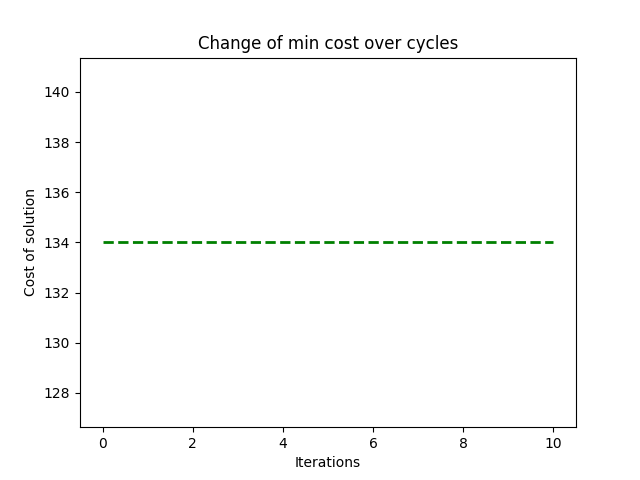 Change of min cost over cycles
Cost of solution
140
138
136
134
132
130
128
0 2 4 6 8 10
Iterations